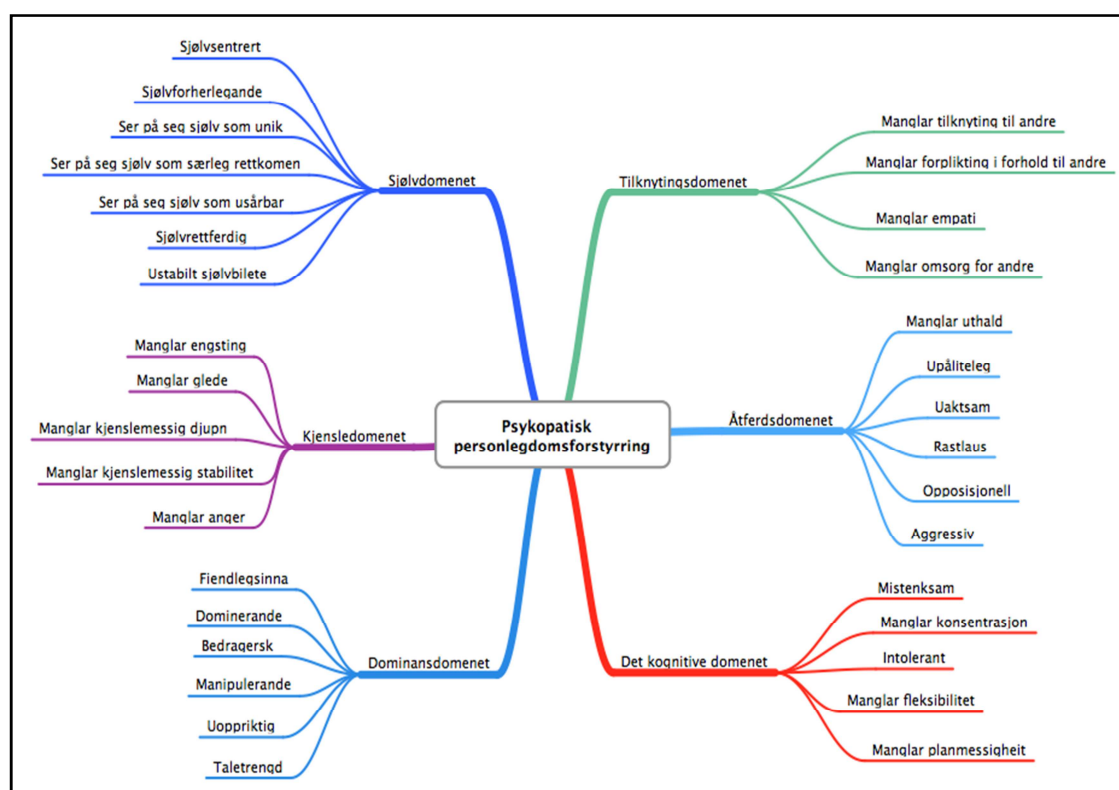 Sjølvsentrert
Sjølvforherlegande
Ser på seg sjølv som unik
Ser på seg sjølv som særleg rettkomen
Ser på seg sjølv som usårbar
Sjølvrettferdig
Ustabilt sjølvbilete
Sjølvdomenet
Manglar tilknyting til andre
Manglar forplikting i forhold til andre
Manglar empati
Manglar omsorg for andre
Tilknytingsdomenet
Manglar engsting
Manglar glede
Manglar kjenslemessig djupn
Manglar kjenslemessig stabilitet
Manglar anger
Kjensledomenet
Psykopatisk
personlegdomsforstyrring
Åtferdsdomenet
Manglar uthald
Upåliteleg
Uaktsam
Rastlaus
Opposisjonell
Aggressiv
Fiendlegsinna
Dominerande
Bedragersk
Manipulerande
Uoppriktig
Taletrengd
Dominansdomenet
Det kognitive domenet
Mistenksam
Manglar konsentrasjon
Intolerant
Manglar fleksibilitet
Manglar planmessigheit